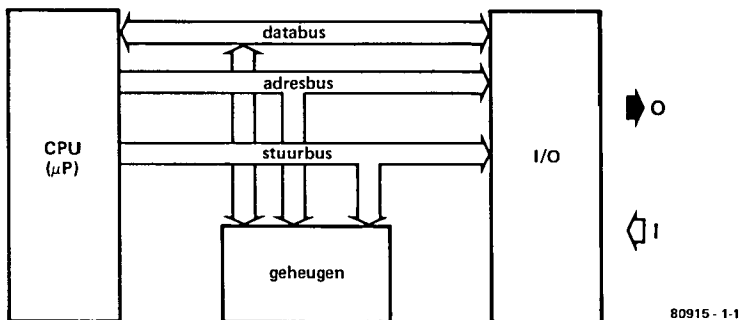 databus
adresbus
stuurbus
CPU
(μP)
I/O
O
I
geheugen
80915 - 1-1